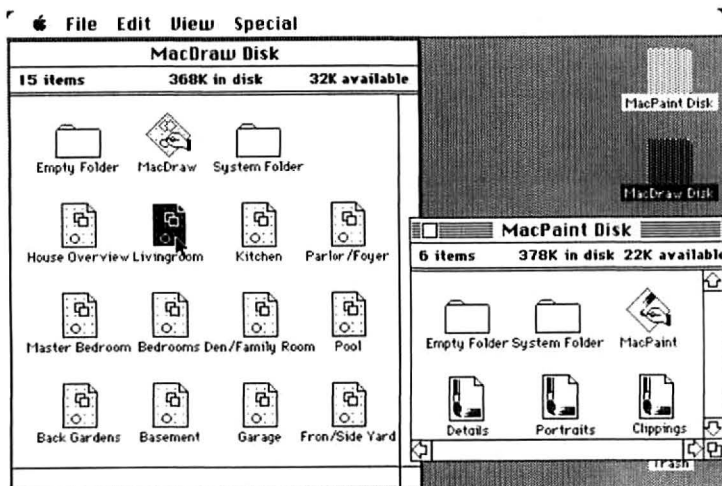 File Edit View Special
MacDraw Disk
15 items 368K in disk 32K available
Empty Folder MacDraw System Folder
House Overview Livingroom Kitchen Parlor/Foyer
Master Bedroom Bedrooms Den/Family Room Pool
Back Gardens Basement Garage Fron/Side Yard
MacPaint Disk
MacDraw Disk
MacPaint Disk
6 items 378K in disk 22K available
Empty Folder System Folder MacPaint
Details Portraits Clippings
Trash